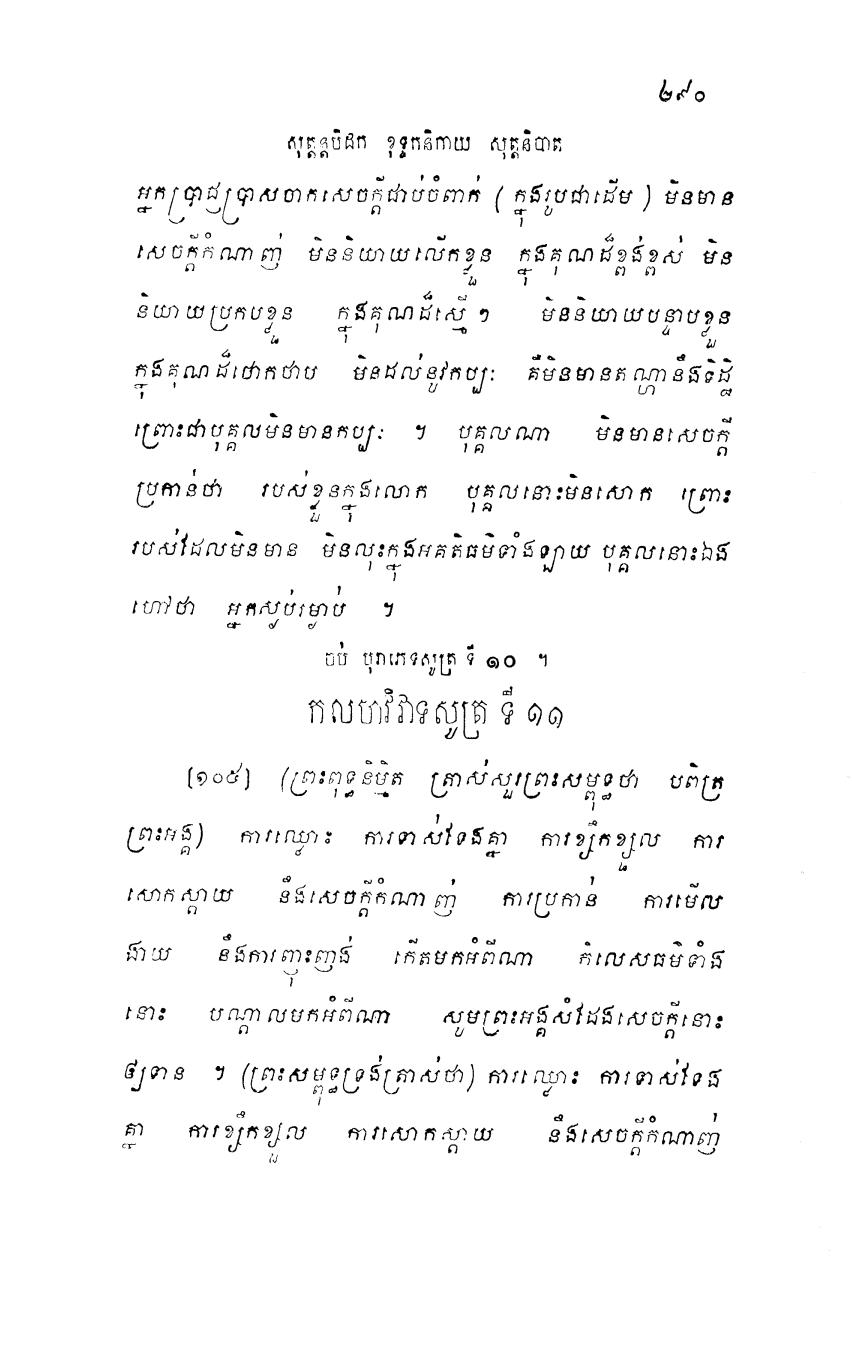 ២៩០
សុត្តន្តបិដក ខុទ្ទកនិកាយ សុត្តនិបាត
អ្នកប្រាជ្ញប្រាសចាកសេចក្តីជាប់ចំពាក់ (ក្នុងរូបជាដើម) មិនមាន
សេចក្តីកំណាញ់ មិននិយាយលើកខ្លួន ក្នុងគុណដ៏ខ្ពង់ខ្ពស់ មិន
និយាយប្រកបខ្លួន ក្នុងគុណដ៏ស្មើៗ មិននិយាយបន្ទាបខ្លួន
ក្នុងគុណដ៏ថោកថាប មិនដល់នូវកប្បៈ គឺមិនមានតណ្ហានឹងទិដ្ឋិ
ព្រោះជាបុគ្គលមិនមានកប្បៈ ។ បុគ្គលណា មិនមានសេចក្តី
ប្រកាន់ថា របស់ខ្លួនក្នុងលោក បុគ្គលនោះមិនសោក ព្រោះ
របស់ដែលមិនមាន មិនលុះក្នុងអគតិធម៌ទាំងឡាយ បុគ្គលនោះឯង
ហៅថា អ្នកស្ងប់រម្ងាប់ ។
ចប់ បុរាភេទសូត្រ ទី ១០ ។
កលហវិវាទសូត្រ ទី ១១
[១០៥] (ព្រះពុទ្ធនិម្មិត ត្រាស់សួរព្រះសម្ពុទ្ធថា បពិត្រ
ព្រះអង្គ) ការឈ្លោះ ការទាស់ទែងគ្នា ការខ្សឹកខ្សួល ការ
សោកស្តាយ នឹងសេចក្តីកំណាញ់ ការប្រកាន់ ការមើល
ងាយ នឹងការញុះញង់ កើតមកអំពីណា កិលេសធម៌ទាំង
នោះ បណ្តាលមកអំពីណា សូមព្រះអង្គសំដែងសេចក្តីនោះ
ឲ្យទាន ។ (ព្រះសម្ពុទ្ធទ្រង់ត្រាស់ថា) ការឈ្លោះ ការទាស់ទែង
គ្នា ការខ្សឹកខ្សួល ការសោកស្តាយ នឹងសេចក្តីកំណាញ់